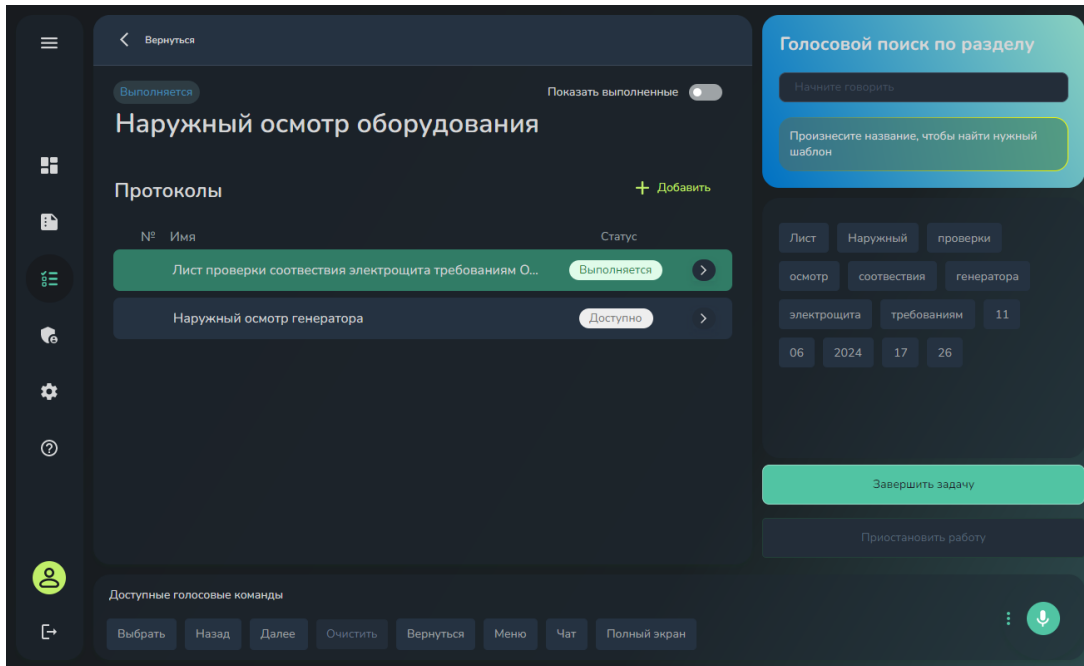 Вернуться
Голосовой поиск по разделу
Выполняется
Показать выполненные
Начните говорить
Наружный осмотр оборудования
Произнесите название, чтобы найти нужный
шаблон
Протоколы
Добавить
№ Имя Статус
Лист проверки соотвествия электрощита требованиям О... Выполняется
Наружный осмотр генератора Доступно
Лист Наружный проверки
осмотр соотвествия генератора
электрощита требованиям 11
06 2024 17 26
Завершить задачу
Приостановить работу
Доступные голосовые команды
Выбрать Назад Далее Очистить Вернуться Меню Чат Полный экран